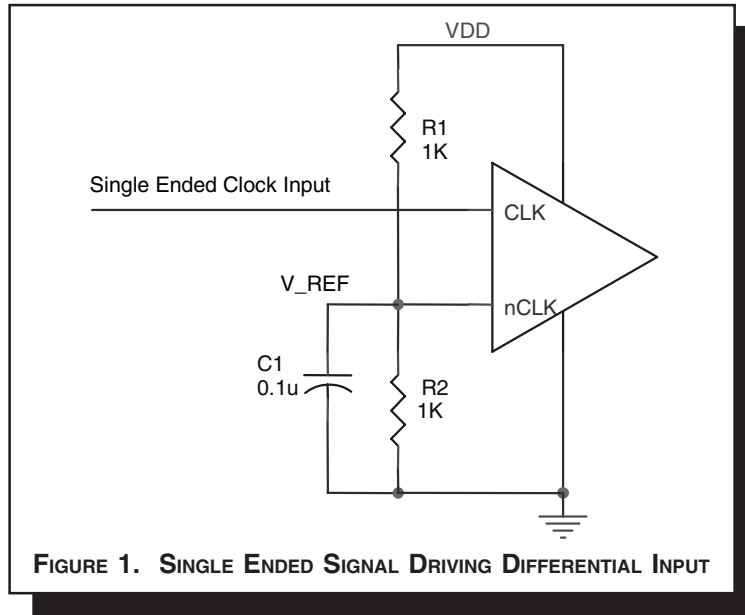 VDD
R1
1K
Single Ended Clock Input
CLK
V_REF
nCLK
C1
0.1u
R2
1K
FIGURE 1. SINGLE ENDED SIGNAL DRIVING DIFFERENTIAL INPUT